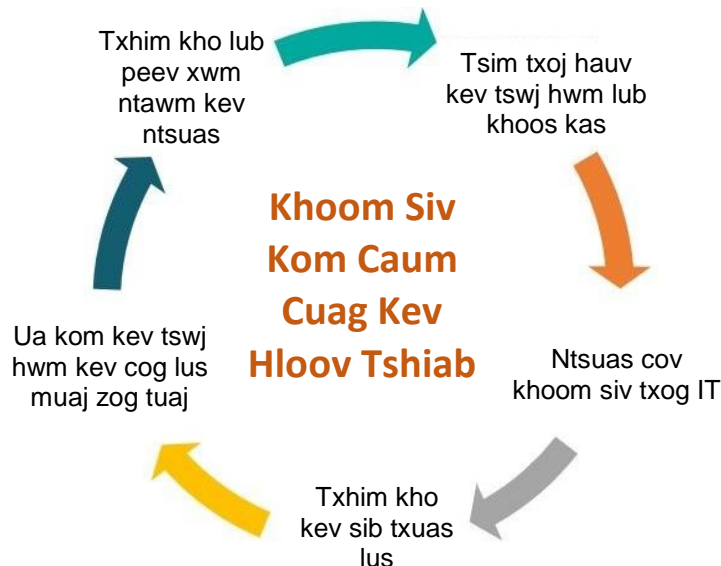 Txhim kho lub
peev xwm
ntawm kev
ntsuas
Tsim txoj hauv
kev tswj hwm lub
khoos kas
Khoom Siv
Kom Caum
Cuag Kev
Hloov Tshiab
Ntsuas cov
khoom siv txog IT
Txhim kho
kev sib txuas
lus
Ua kom kev tswj
hwm kev cog lus
muaj zog tuaj